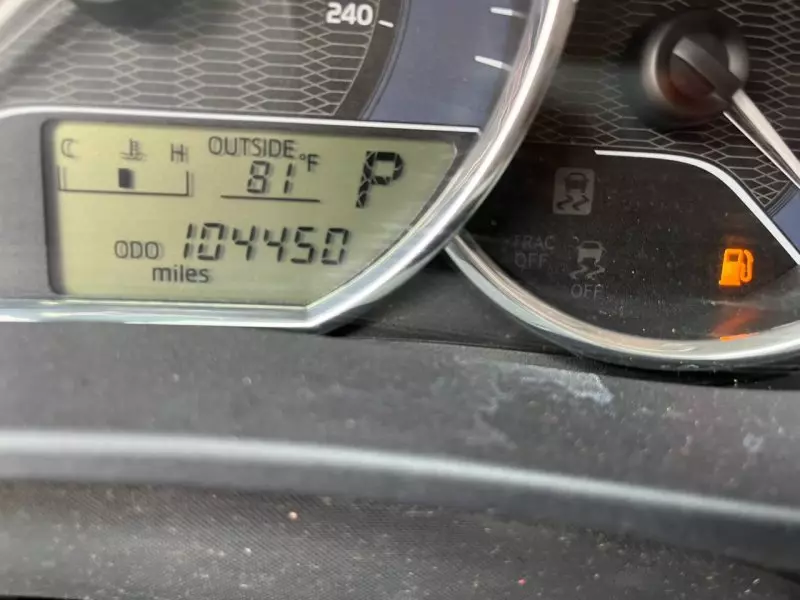 240
C H OUTSIDE
81°F P
ODO 104450
miles
TRAC
OFF
OFF